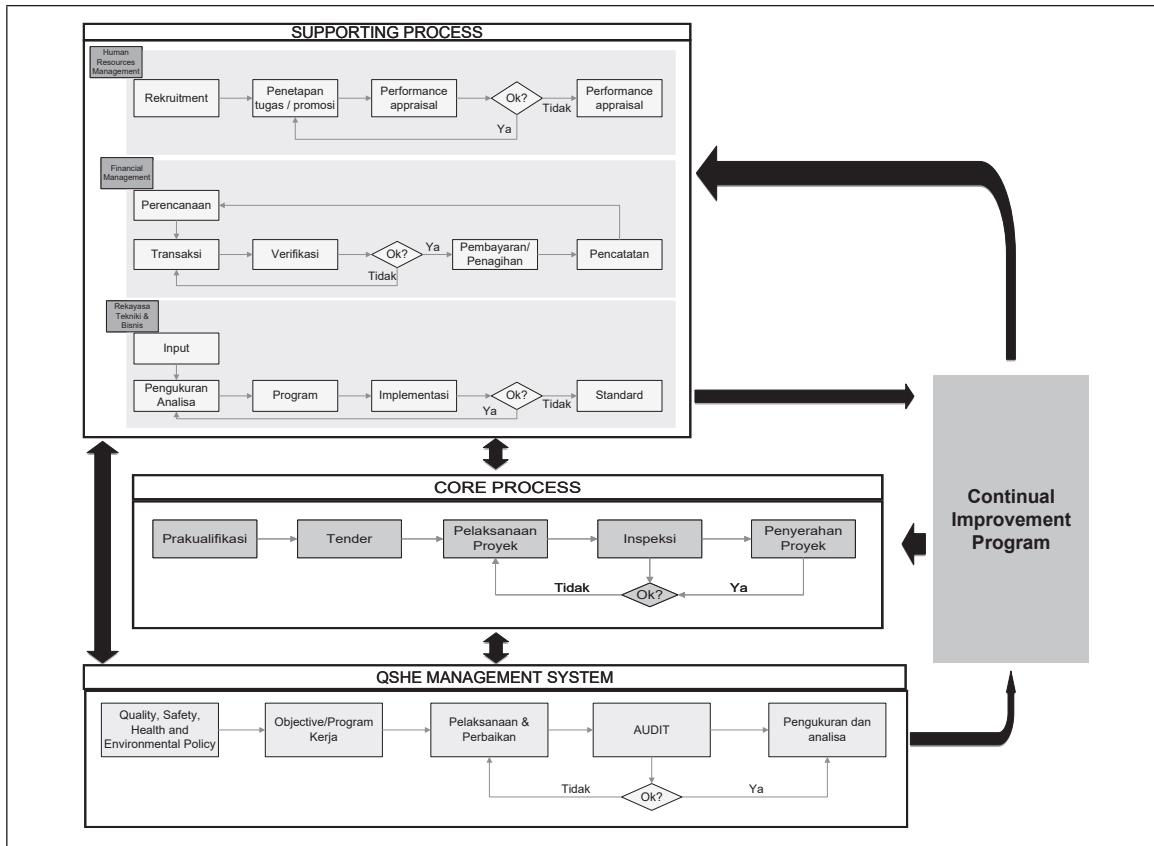 SUPPORTING PROCESS
Human
Resources
Management
Rekruitment
Penetapan
tugas / promosi
Performance
appraisal
Ok?
Tidak
Ya
Performance
appraisal
Financial
Management
Perencanaan
Transaksi
Verifikasi
Ok?
Ya
Tidak
Pembayaran/
Penagihan
Pencatatan
Rekayasa
Tekniki &
Bisnis
Input
Pengukuran
Analisa
Program
Implementasi
Ok?
Ya
Tidak
Standard
CORE PROCESS
Prakualifikasi
Tender
Pelaksanaan
Proyek
Inspeksi
Penyerahan
Proyek
Tidak
Ok?
Ya
Continual
Improvement
Program
QSHE MANAGEMENT SYSTEM
Quality, Safety,
Health and
Environmental Policy
Objective/Program
Kerja
Pelaksanaan &
Perbaikan
AUDIT
Pengukuran dan
analisa
Tidak
Ok?
Ya